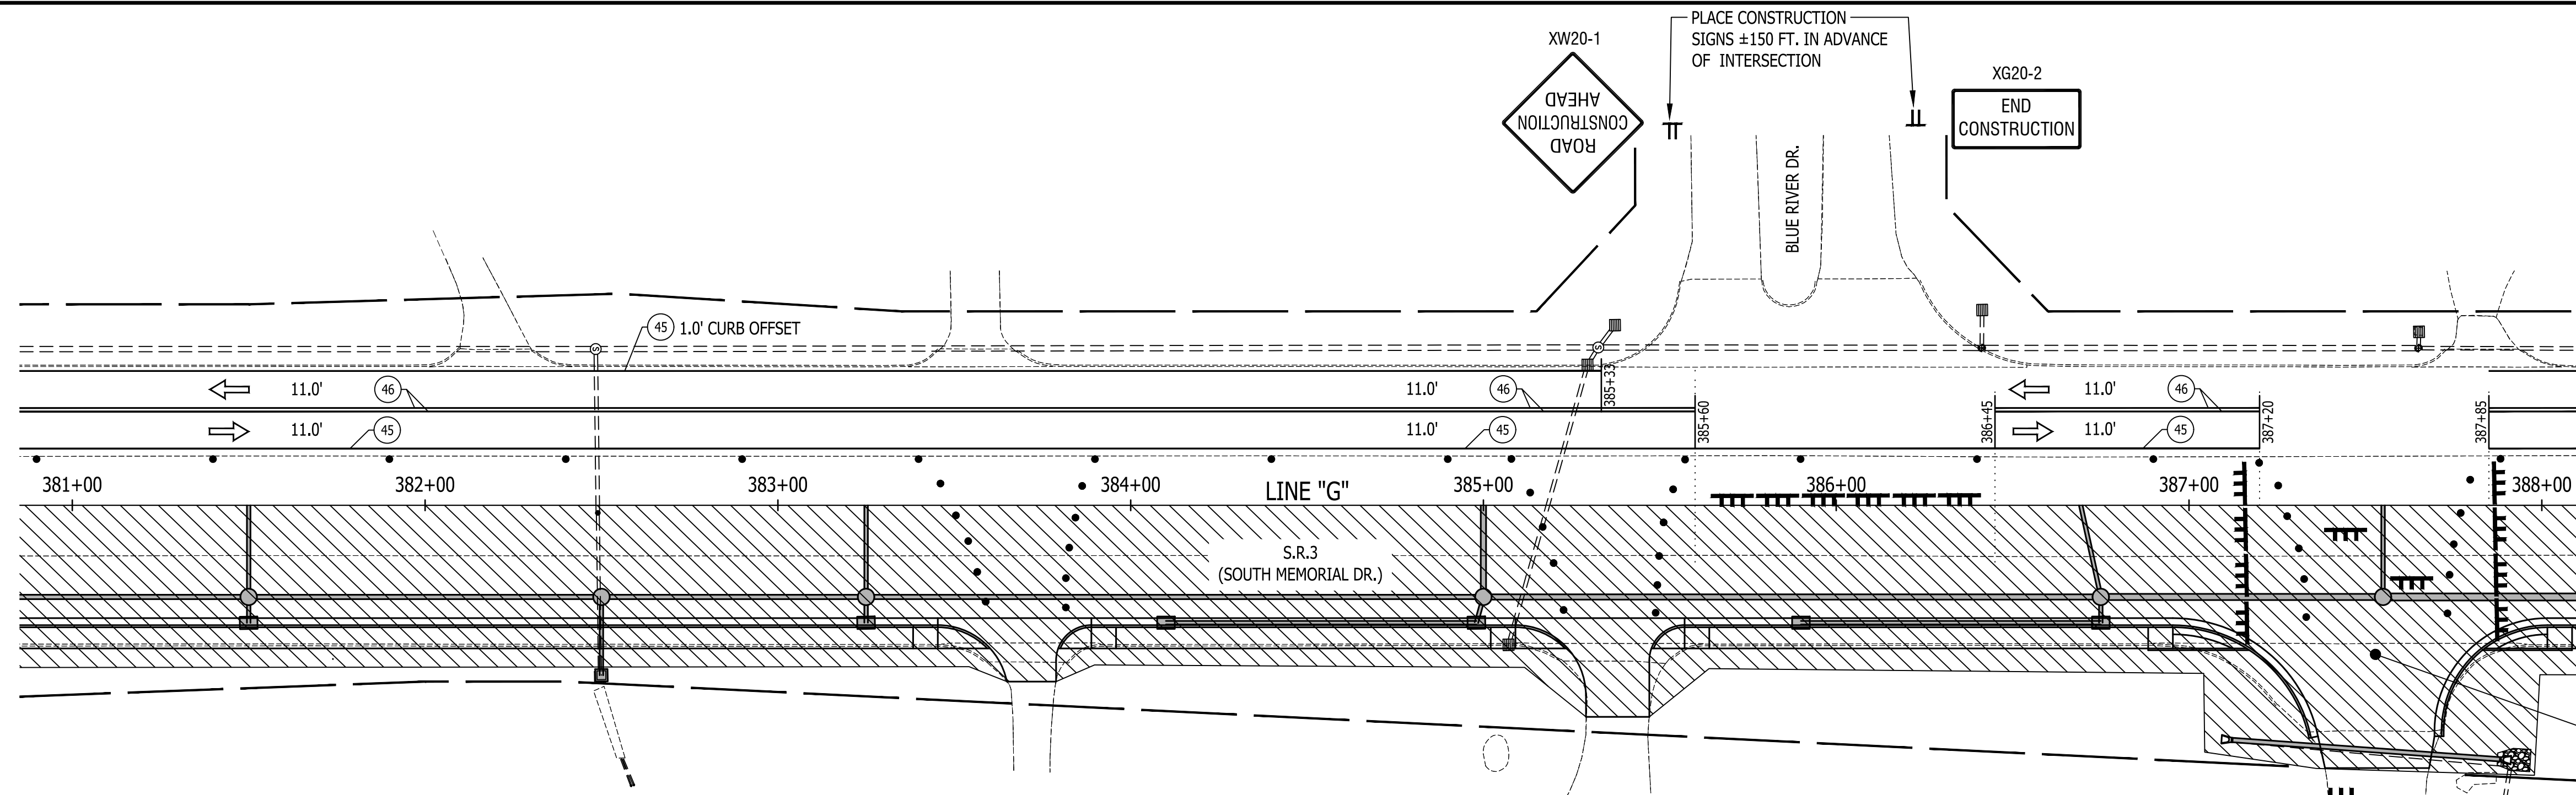 PLACE CONSTRUCTION
SIGNS ±150 FT. IN ADVANCE
OF INTERSECTION
XW20-1
ROAD
CONSTRUCTION
AHEAD
XG20-2
END
CONSTRUCTION
BLUE RIVER DR.
45 1.0' CURB OFFSET
11.0' 46
11.0' 46
385+33
11.0' 46
11.0' 45
11.0' 45
385+60
386+45
11.0' 45
387+20
387+85
381+00 382+00 383+00 384+00 LINE "G" 385+00 386+00 387+00 388+00
S.R.3
(SOUTH MEMORIAL DR.)
S
S